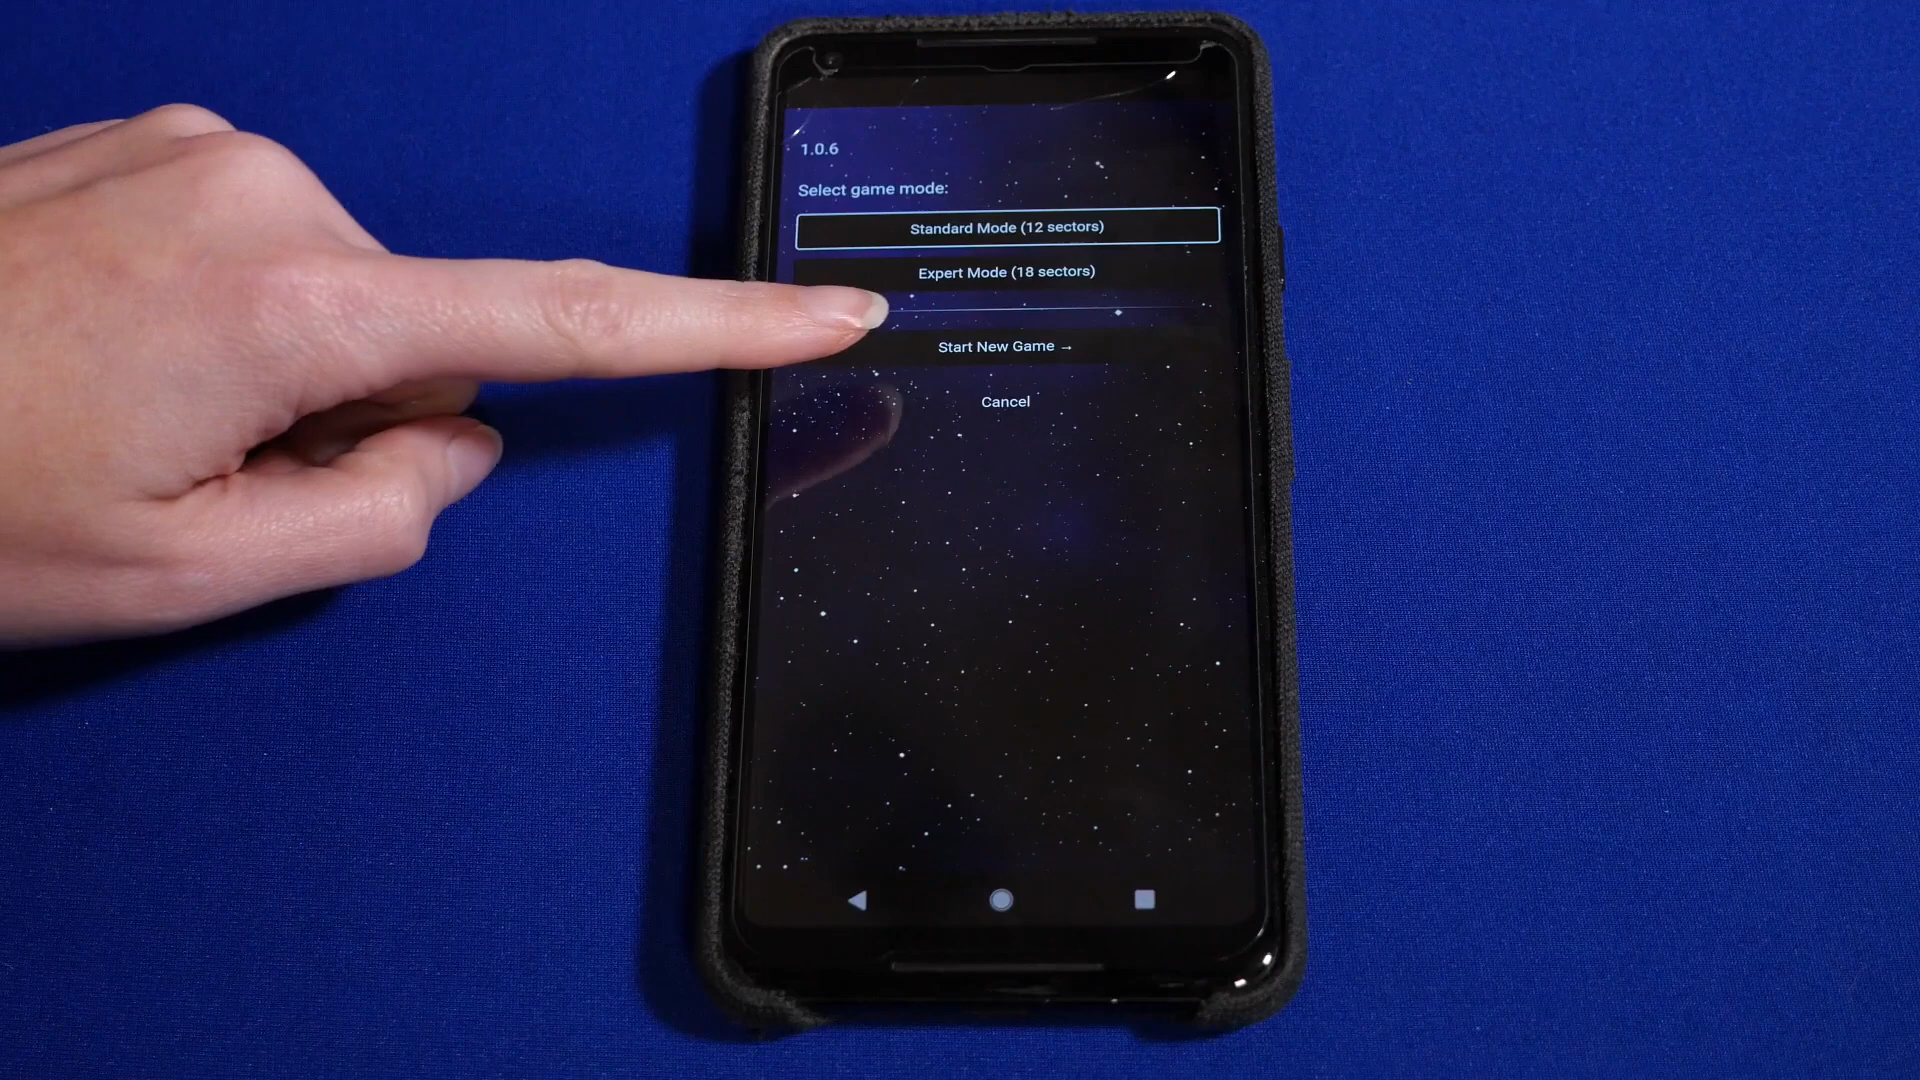 1.0.6
Select game mode:
Standard Mode (12 sectors)
Expert Mode (18 sectors)
Start New Game →
Cancel